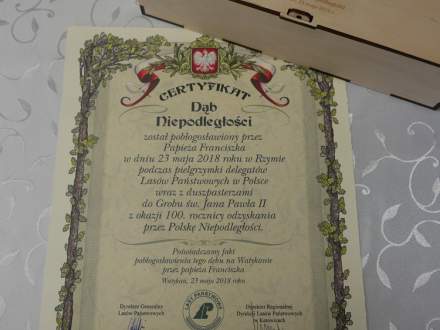 CERTYFIKAT
Dąb
Niepodległości
został pobłogosławiony przez
Papieża Franciszka
w dniu 23 maja 2018 roku w Rzymie
podczas pielgrzymki delegatów
Lasów Państwowych w Polsce
wraz z duszpasterzami
do Grobu św. Jana Pawła II
z okazji 100. rocznicy odzyskania
przez Polskę Niepodległości.
Poświadczamy fakt
pobłogosławienia tego dębu na Watykanie
przez papieża Franciszka
Watykan, 23 maja 2018 roku
Dyrektor Generalny
Lasów Państwowych
LASY PAŃSTWOWE
Dyrektor Regionalnej
Dyrekcji Lasów Państwowych
w Katowicach